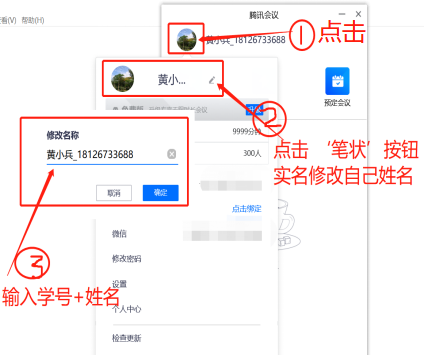 看(V) 帮助(H)
腾讯会议
黄小兵_18126733688
① 点击
黄小...
预定会议
②
9999分钟
300人
点击 ‘笔状’按钮
实名修改自己姓名
修改名称
黄小兵_18126733688
取消
确定
点击绑定
微信
修改密码
③
输入学号+姓名
设置
个人中心
检查更新